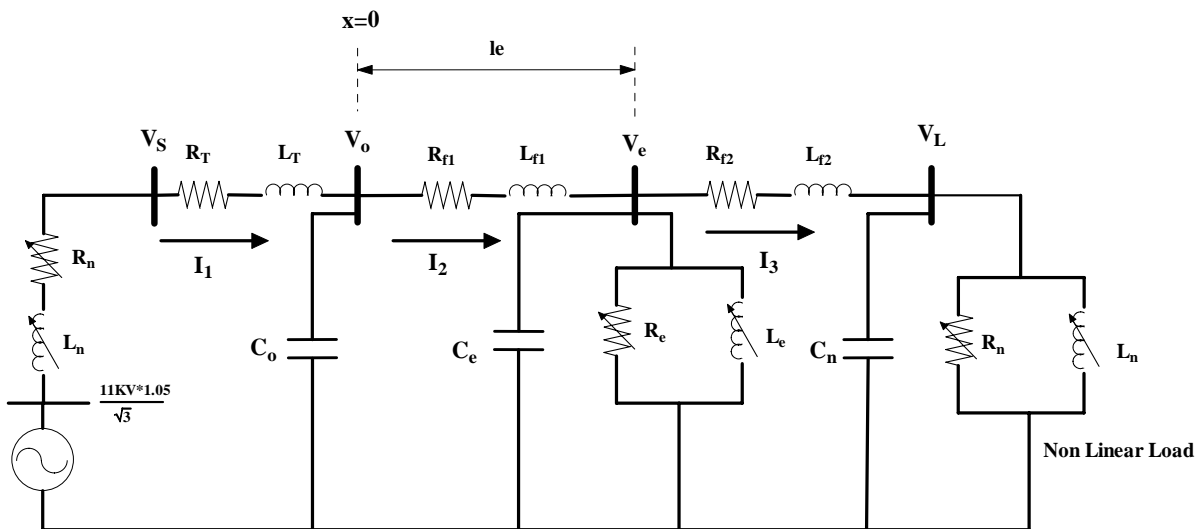 x=0
le
V_S
R_T
L_T
V_o
R_f1
L_f1
V_e
R_f2
L_f2
V_L
R_n
I_1
I_2
I_3
L_n
C_o
C_e
R_e
L_e
C_n
R_n
L_n
11KV*1.05
√3
Non Linear Load